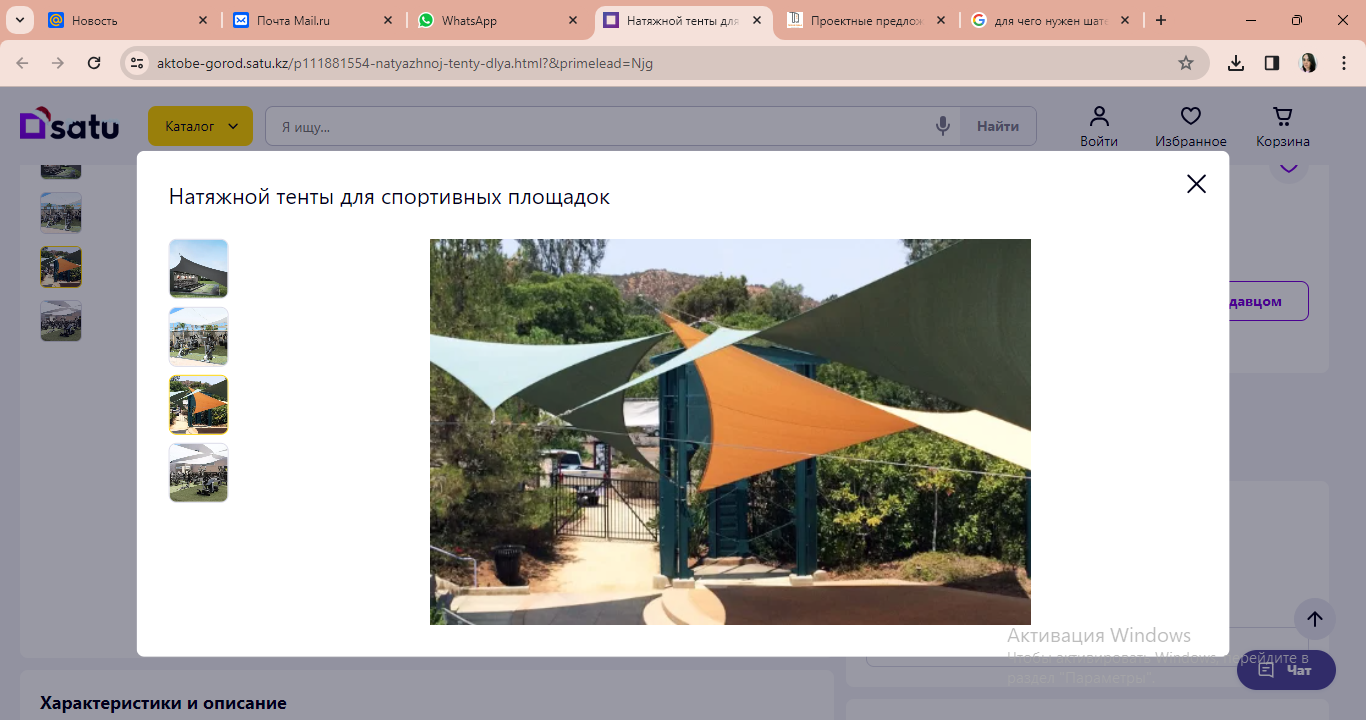 Новость
Почта Mail.ru
WhatsApp
Натяжной тенты для
Проектные предлож
для чего нужен шате
aktobe-gorod.satu.kz/p111881554-natyazhnoj-tenty-dlya.html?&primelead=Njg
satu
Каталог
Я ищу...
Найти
Войти
Избранное
Корзина
Натяжной тенты для спортивных площадок
давцом
Активация Windows
Чтобы активировать Windows, перейдите в
раздел "Параметры".
Чат
Характеристики и описание